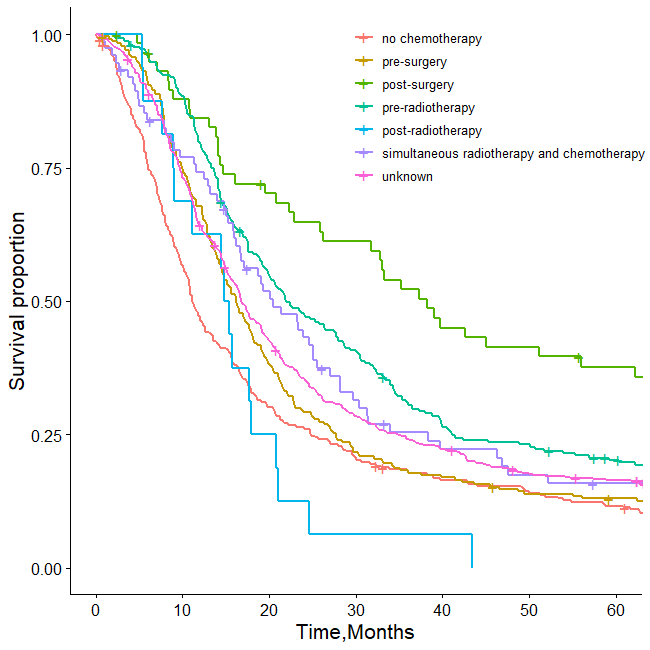 1.00
0.75
0.50
0.25
0.00
Survival proportion
no chemotherapy
pre-surgery
post-surgery
pre-radiotherapy
post-radiotherapy
simultaneous radiotherapy and chemotherapy
unknown
0 10 20 30 40 50 60
Time,Months